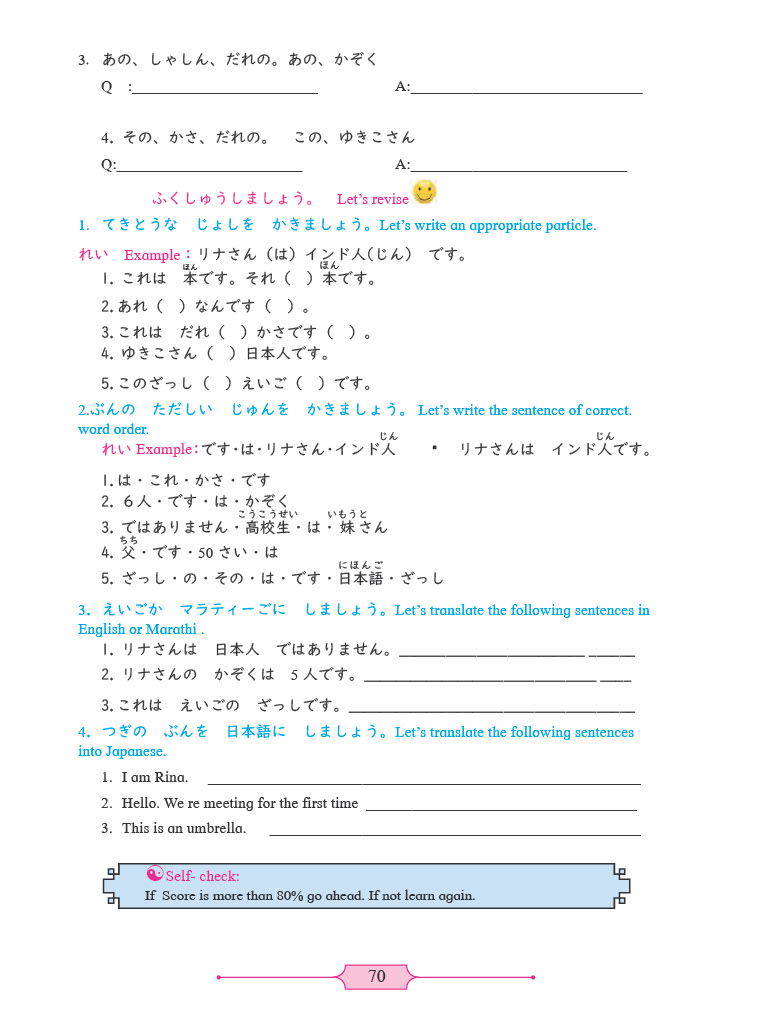 3. あの、しゃしん、だれの。あの、かぞく
Q :________________________ A:______________________________
4. その、かさ、だれの。 この、ゆきこさん
Q:________________________ A:____________________________
ふくしゅうしましょう。 Let's revise
1. てきとうな じょしを かきましょう。Let's write an appropriate particle.
れい Example：リナさん（は）インド人(じん) です。
ほん ほん
1. これは 本です。それ（ ）本です。
2. あれ（ ）なんです（ ）。
3. これは だれ（ ）かさです（ ）。
4. ゆきこさん（ ）日本人です。
5. このざっし（ ）えいご（ ）です。
2.ぶんの ただしい じゅんを かきましょう。 Let's write the sentence of correct.
word order.
じん じん
れい Example：です・は・リナさん・インド人 ▪ リナさんは インド人です。
1. は・これ・かさ・です
2. ６人・です・は・かぞく
こうこうせい いもうと
3. ではありません・高校生・は・妹さん
ちち
4. 父・です・50 さい・は
にほんご
5. ざっし・の・その・は・です・日本語・ざっし
3. えいごか マラティーごに しましょう。Let's translate the following sentences in
English or Marathi .
1. リナさんは 日本人 ではありません。________________________ ______
2. リナさんの かぞくは 5 人です。______________________________ ____
3. これは えいごの ざっしです。_____________________________________
4. つぎの ぶんを 日本語に しましょう。Let's translate the following sentences
into Japanese.
1. I am Rina. ________________________________________________________
2. Hello. We re meeting for the first time ___________________________________
3. This is an umbrella. ________________________________________________
Self- check:
If Score is more than 80% go ahead. If not learn again.
70